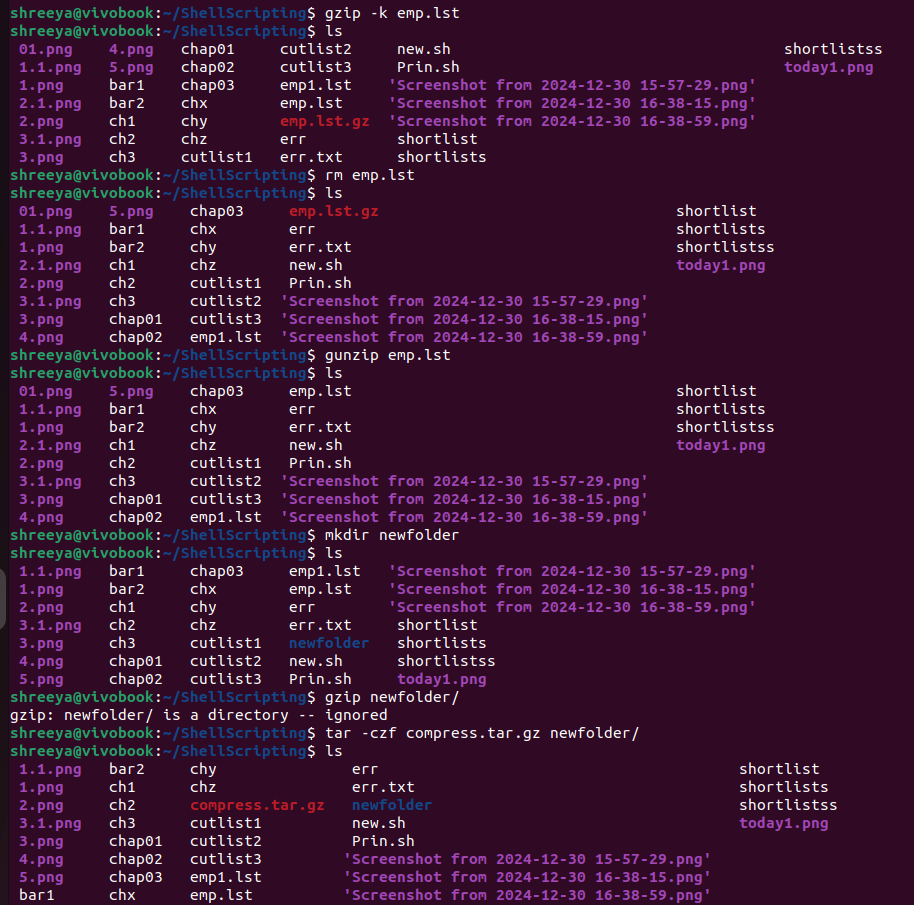 shreeya@vivobook:~/ShellScripting$ gzip -k emp.lst
shreeya@vivobook:~/ShellScripting$ ls
 01.png    4.png   chap01     cutlist2     new.sh                                     shortlistss
 1.1.png   5.png   chap02     cutlist3     Prin.sh                                    today1.png
 1.png     bar1    chap03     emp1.lst    'Screenshot from 2024-12-30 15-57-29.png'
 2.1.png   bar2    chx        emp.lst     'Screenshot from 2024-12-30 16-38-15.png'
 2.png     ch1     chy        emp.lst.gz  'Screenshot from 2024-12-30 16-38-59.png'
 3.1.png   ch2     chz        err          shortlist
 3.png     ch3     cutlist1   err.txt      shortlists
shreeya@vivobook:~/ShellScripting$ rm emp.lst
shreeya@vivobook:~/ShellScripting$ ls
 01.png    5.png    chap03     emp.lst.gz                                 shortlist
 1.1.png   bar1     chx        err                                        shortlists
 1.png     bar2     chy        err.txt                                    shortlistss
 2.1.png   ch1      chz        new.sh                                     today1.png
 2.png     ch2      cutlist1   Prin.sh
 3.1.png   ch3      cutlist2  'Screenshot from 2024-12-30 15-57-29.png'
 3.png     chap01   cutlist3  'Screenshot from 2024-12-30 16-38-15.png'
 4.png     chap02   emp1.lst  'Screenshot from 2024-12-30 16-38-59.png'
shreeya@vivobook:~/ShellScripting$ gunzip emp.lst
shreeya@vivobook:~/ShellScripting$ ls
 01.png    5.png    chap03     emp.lst                                    shortlist
 1.1.png   bar1     chx        err                                        shortlists
 1.png     bar2     chy        err.txt                                    shortlistss
 2.1.png   ch1      chz        new.sh                                     today1.png
 2.png     ch2      cutlist1   Prin.sh
 3.1.png   ch3      cutlist2  'Screenshot from 2024-12-30 15-57-29.png'
 3.png     chap01   cutlist3  'Screenshot from 2024-12-30 16-38-15.png'
 4.png     chap02   emp1.lst  'Screenshot from 2024-12-30 16-38-59.png'
shreeya@vivobook:~/ShellScripting$ mkdir newfolder
shreeya@vivobook:~/ShellScripting$ ls
 1.1.png   bar1     chap03     emp1.lst   'Screenshot from 2024-12-30 15-57-29.png'
 1.png     bar2     chx        emp.lst    'Screenshot from 2024-12-30 16-38-15.png'
 2.png     ch1      chy        err        'Screenshot from 2024-12-30 16-38-59.png'
 3.1.png   ch2      chz        err.txt     shortlist
 3.png     ch3      cutlist1   newfolder   shortlists
 4.png     chap01   cutlist2   new.sh      shortlistss
 5.png     chap02   cutlist3   Prin.sh     today1.png
shreeya@vivobook:~/ShellScripting$ gzip newfolder/
gzip: newfolder/ is a directory -- ignored
shreeya@vivobook:~/ShellScripting$ tar -czf compress.tar.gz newfolder/
shreeya@vivobook:~/ShellScripting$ ls
 1.1.png   bar2     chy               err                                        shortlist
 1.png     ch1      chz               err.txt                                    shortlists
 2.png     ch2      compress.tar.gz   newfolder                                  shortlistss
 3.1.png   ch3      cutlist1          new.sh                                     today1.png
 3.png     chap01   cutlist2          Prin.sh
 4.png     chap02   cutlist3         'Screenshot from 2024-12-30 15-57-29.png'
 5.png     chap03   emp1.lst         'Screenshot from 2024-12-30 16-38-15.png'
 bar1      chx      emp.lst          'Screenshot from 2024-12-30 16-38-59.png'